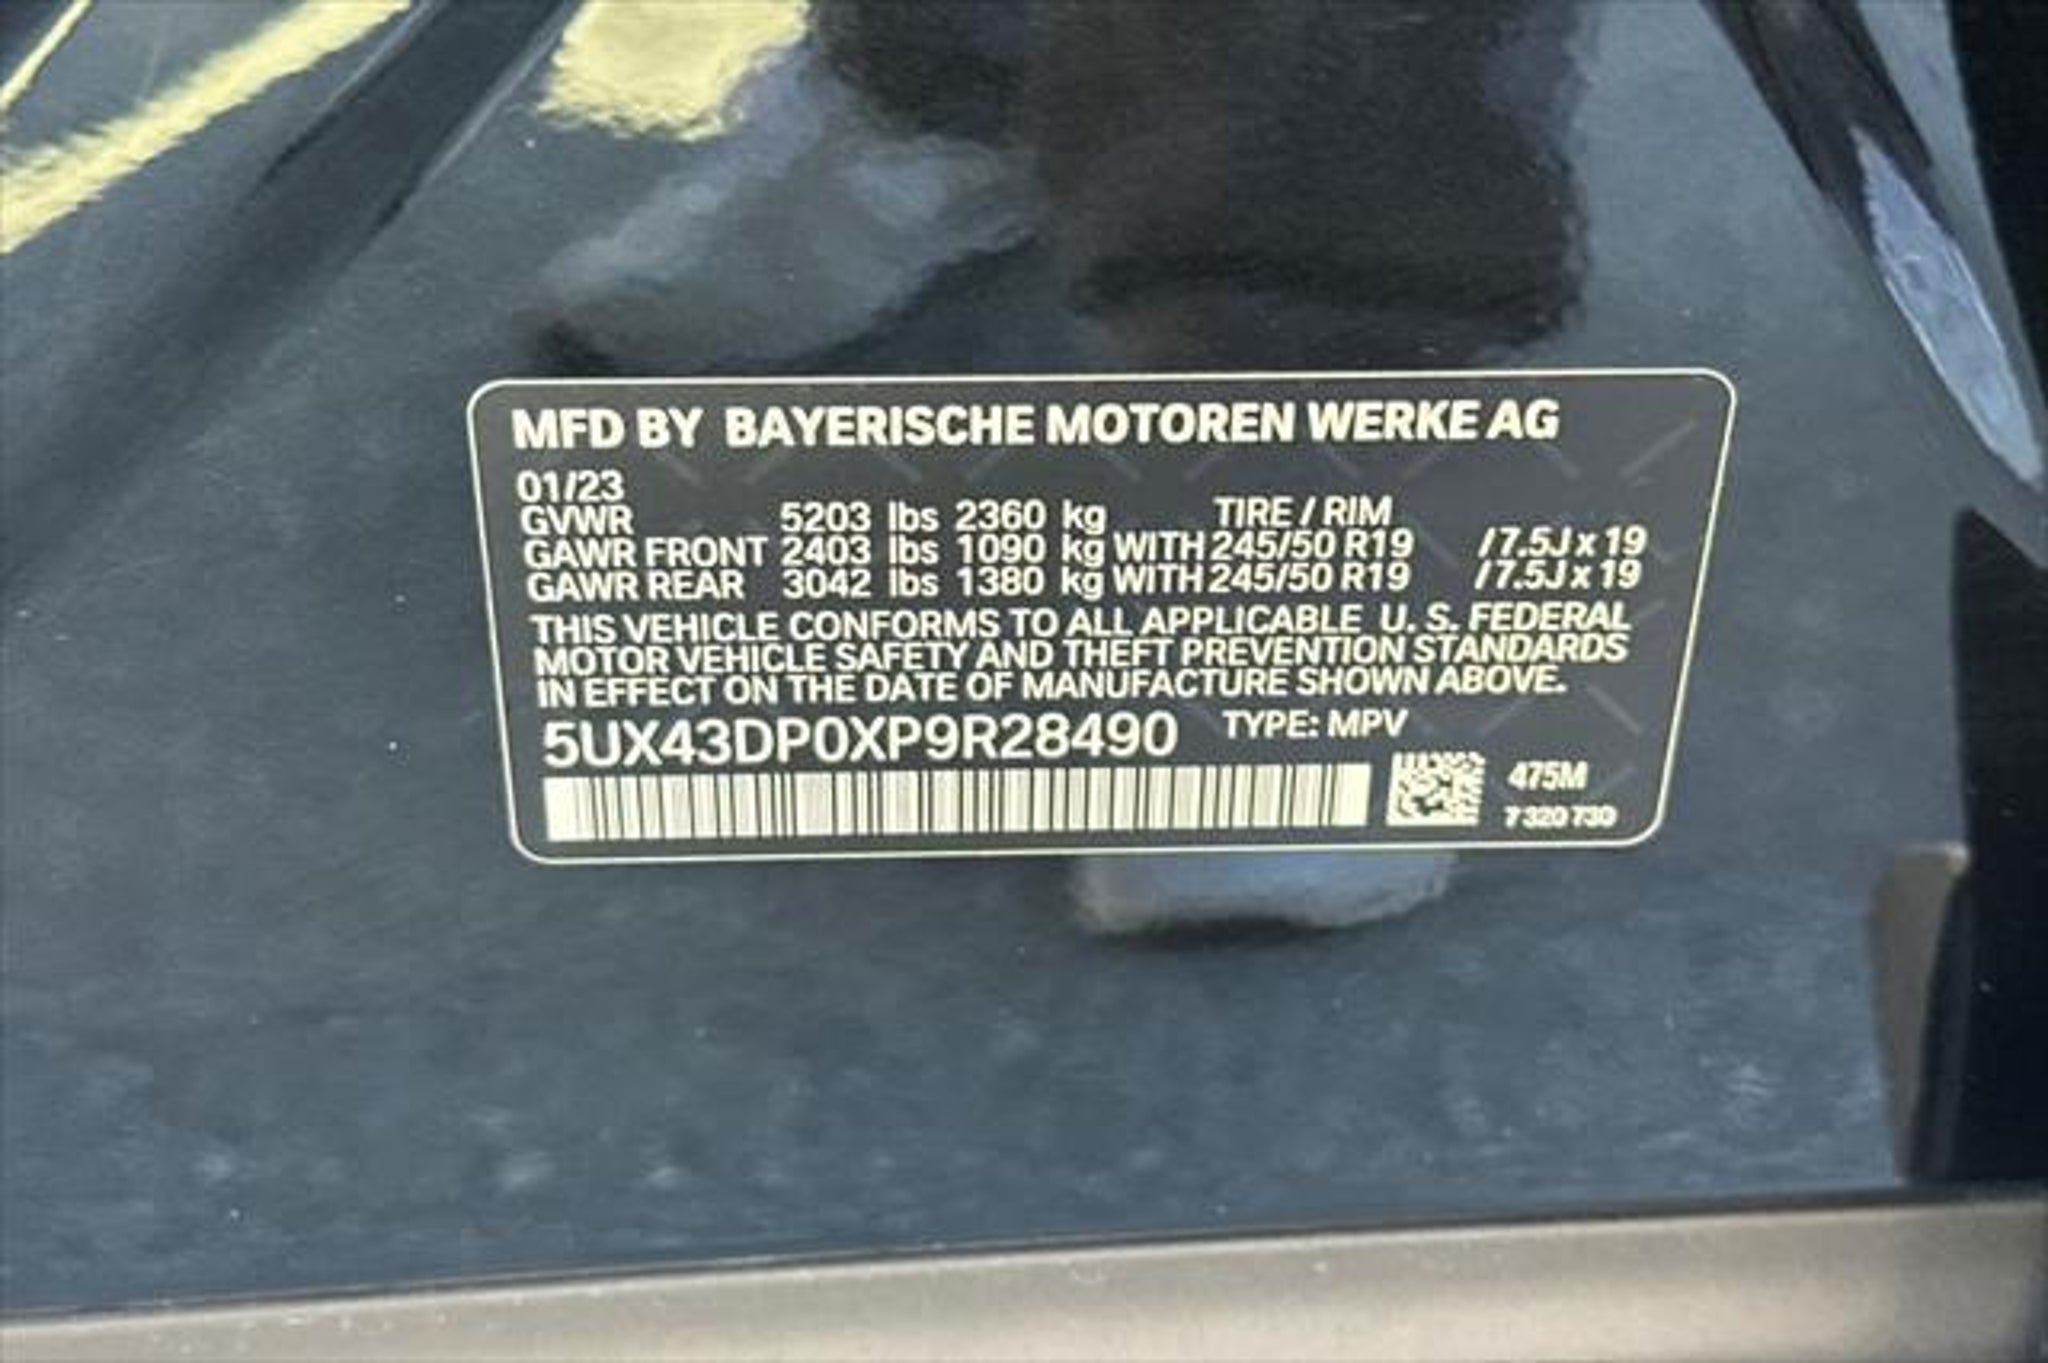 MFD BY BAYERISCHE MOTOREN WERKE AG
01/23
GVWR 5203 lbs 2360 kg TIRE / RIM
GAWR FRONT 2403 lbs 1090 kg WITH 245/50 R19 / 7.5J x 19
GAWR REAR 3042 lbs 1380 kg WITH 245/50 R19 / 7.5J x 19
THIS VEHICLE CONFORMS TO ALL APPLICABLE U. S. FEDERAL
MOTOR VEHICLE SAFETY AND THEFT PREVENTION STANDARDS
IN EFFECT ON THE DATE OF MANUFACTURE SHOWN ABOVE.
5UX43DP0XP9R28490 TYPE: MPV
475M
7 320 730